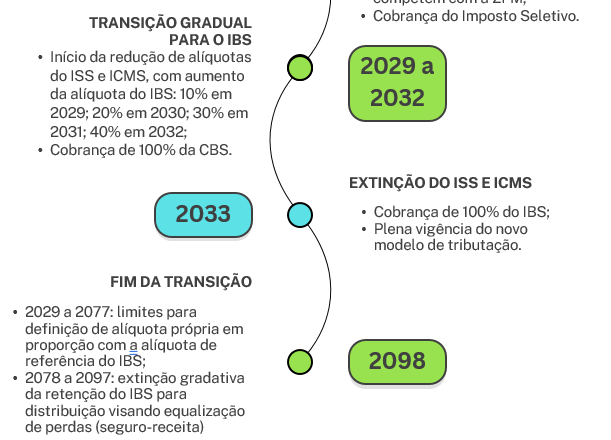 competem com a ZFM;
• Cobrança do Imposto Seletivo.
TRANSIÇÃO GRADUAL
PARA O IBS
• Início da redução de alíquotas
do ISS e ICMS, com aumento
da alíquota do IBS: 10% em
2029; 20% em 2030; 30% em
2031; 40% em 2032;
• Cobrança de 100% da CBS.
2029 a
2032
EXTINÇÃO DO ISS E ICMS
• Cobrança de 100% do IBS;
• Plena vigência do novo
modelo de tributação.
2033
FIM DA TRANSIÇÃO
• 2029 a 2077: limites para
definição de alíquota própria em
proporção com a alíquota de
referência do IBS;
• 2078 a 2097: extinção gradativa
da retenção do IBS para
distribuição visando equalização
de perdas (seguro-receita)
2098